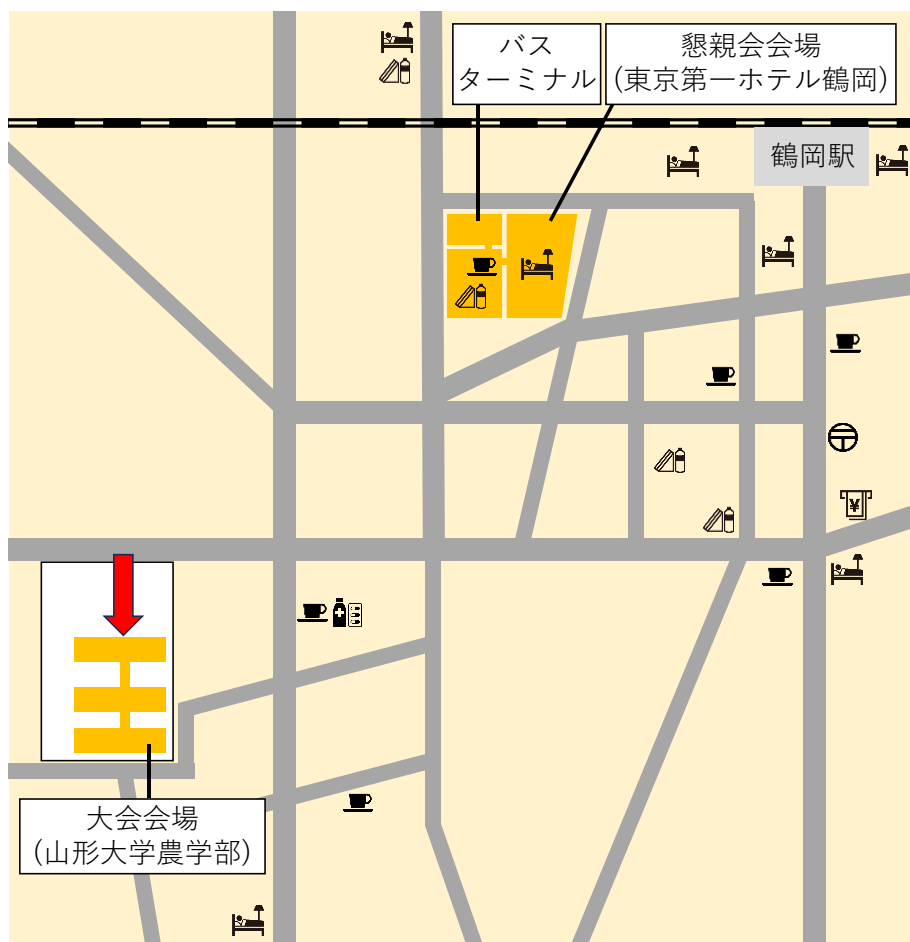 バス
ターミナル
懇親会会場
(東京第一ホテル鶴岡)
鶴岡駅
¥
大会会場
(山形大学農学部)